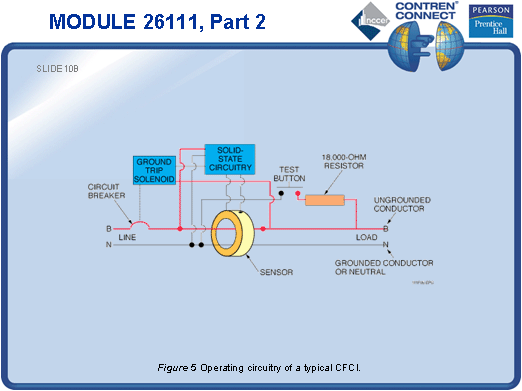 MODULE 26111, Part 2
nccer
CONTREN®
CONNECT
PEARSON
Prentice
Hall
SLIDE 10B
SOLID-
STATE
CIRCUITRY
GROUND
TRIP
SOLENOID
TEST
BUTTON
18.000-OHM
RESISTOR
CIRCUIT
BREAKER
UNGROUNDED
CONDUCTOR
B
LINE
N
LOAD
B
N
SENSOR
GROUNDED CONDUCTOR
OR NEUTRAL
Figure 5 Operating circuitry of a typical CFCI.